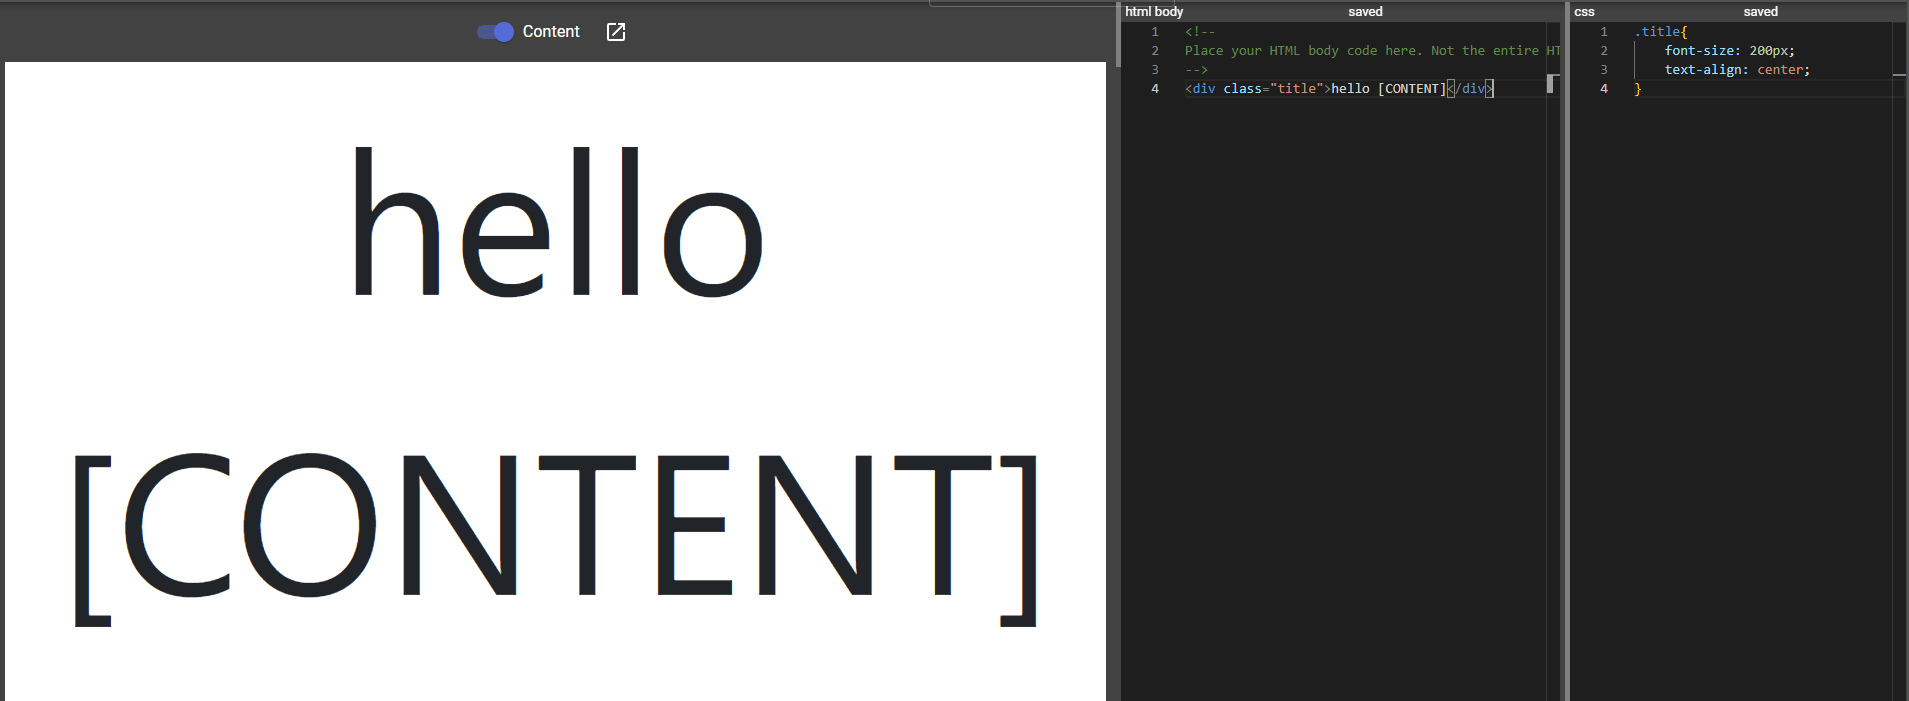 Content
hello
[CONTENT]
html body saved
1 <!--
2 Place your HTML body code here. Not the entire HT
3 -->
4 <div class="title">hello [CONTENT]</div>
css saved
1 .title{
2 font-size: 200px;
3 text-align: center;
4 }